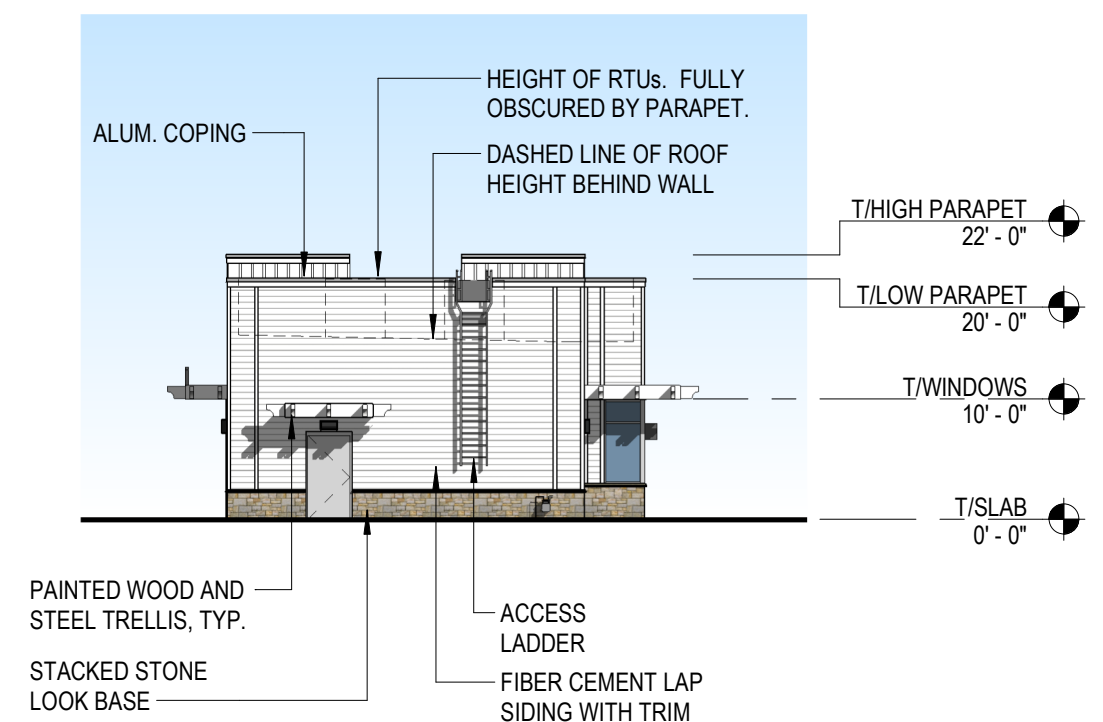 HEIGHT OF RTUs. FULLY
OBSCURED BY PARAPET.
ALUM. COPING
DASHED LINE OF ROOF
HEIGHT BEHIND WALL
T/HIGH PARAPET
22' - 0"
T/LOW PARAPET
20' - 0"
T/WINDOWS
10' - 0"
T/SLAB
0' - 0"
PAINTED WOOD AND
STEEL TRELLIS, TYP.
ACCESS
LADDER
STACKED STONE
LOOK BASE
FIBER CEMENT LAP
SIDING WITH TRIM